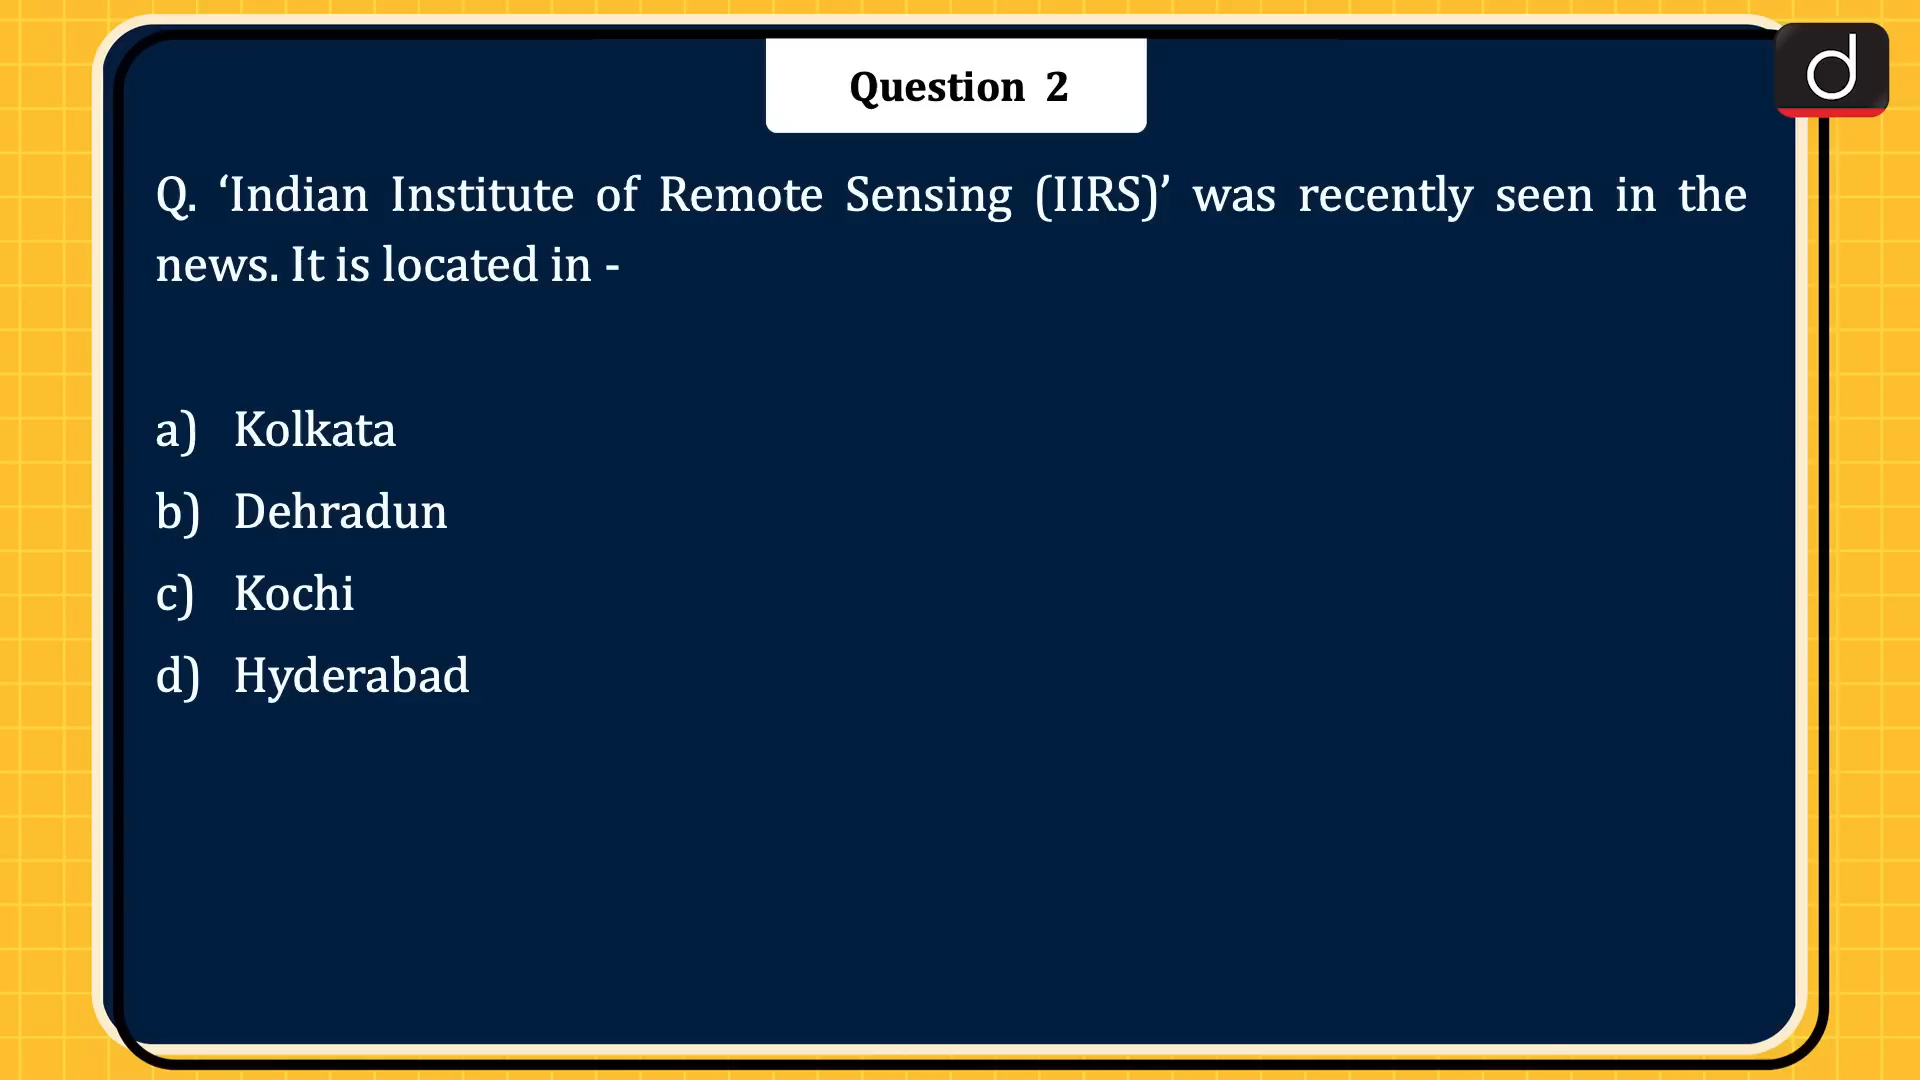 Question 2
Q. ‘Indian Institute of Remote Sensing (IIRS)’ was recently seen in the
news. It is located in -
a) Kolkata
b) Dehradun
c) Kochi
d) Hyderabad
d